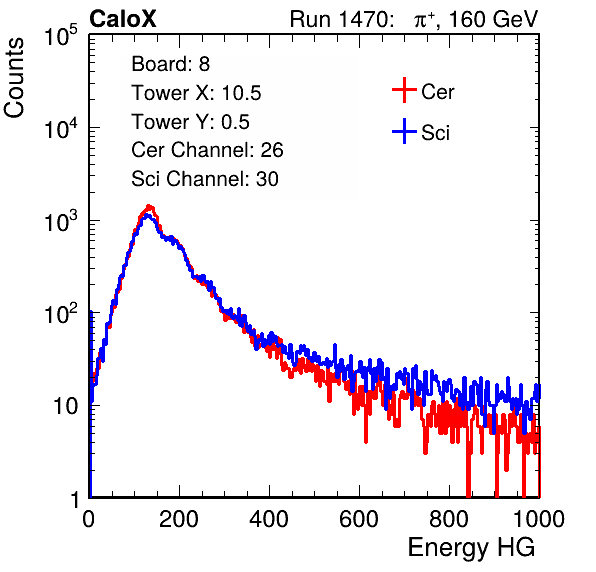 CaloX Run 1470: π⁺, 160 GeV
Counts
10⁵
10⁴
10³
10²
10
1
Board: 8
Tower X: 10.5
Tower Y: 0.5
Cer Channel: 26
Sci Channel: 30
Cer
Sci
0 200 400 600 800 1000
Energy HG